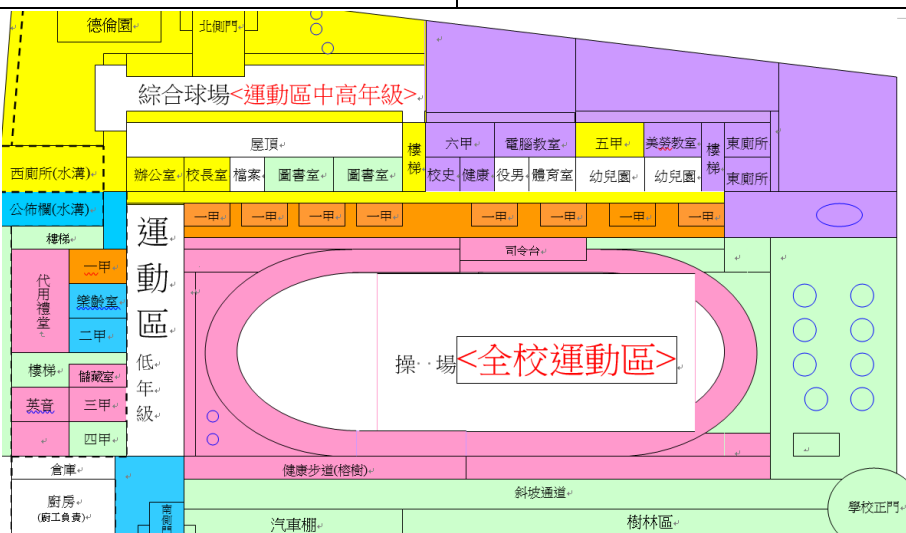 德倫園
北側門
綜合球場<運動區中高年級>
屋頂
樓梯
六甲
電腦教室
五甲
美勞教室
樓梯
東廁所
西廁所(水溝)
辦公室
校長室
檔案
圖書室
圖書室
校史
健康
役男
體育室
幼兒園
幼兒園
東廁所
公佈欄(水溝)
一甲
一甲
一甲
一甲
一甲
一甲
一甲
一甲
樓梯
運動區
低年級
司令台
代用禮堂
一甲
樂齡室
二甲
操 場<全校運動區>
樓梯
儲藏室
英音
三甲
四甲
倉庫
健康步道(榕樹)
廚房
(廚工負責)
南側門
斜坡通道
學校正門
汽車棚
樹林區